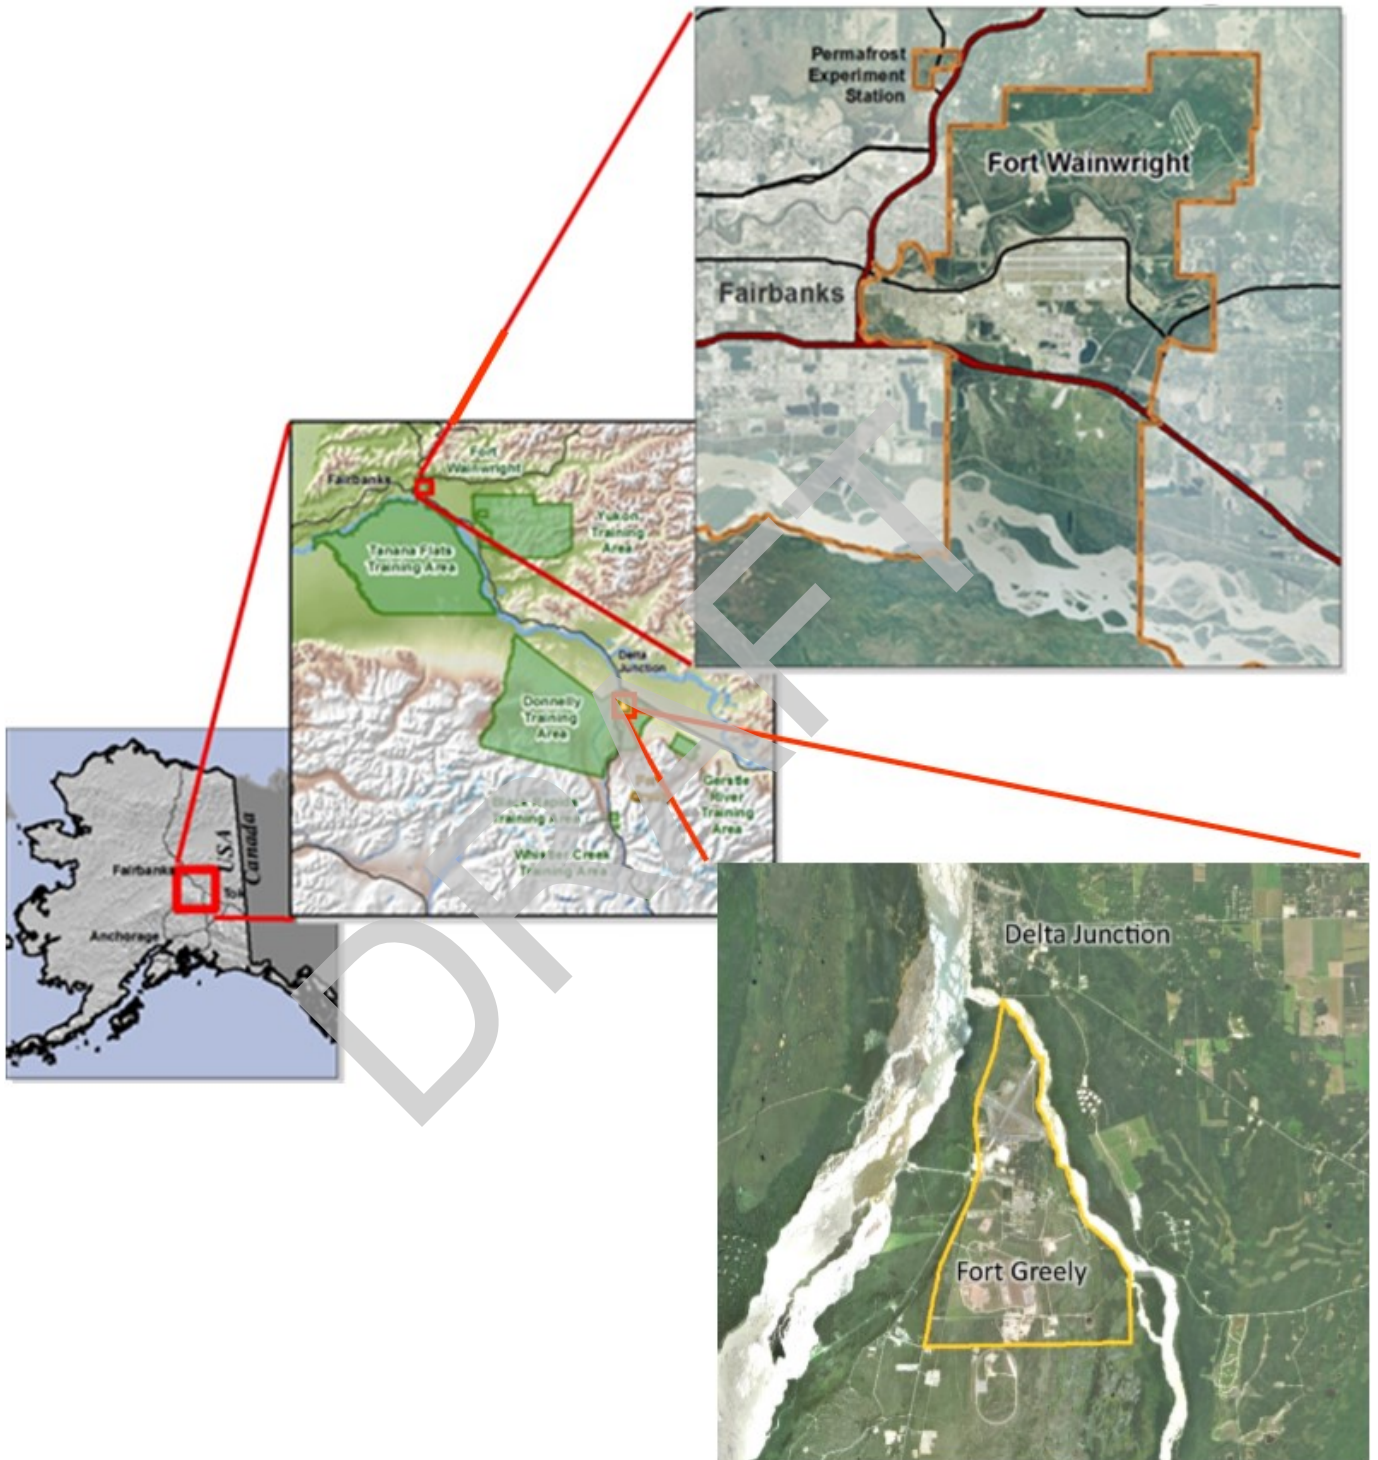 Permafrost
Experiment
Station
Fort Wainwright
Fairbanks
Fort
Wainwright
Fairbanks
Yukon
Training
Area
Tanana Flats
Training Area
Delta
Junction
Donnelly
Training
Area
Gerstle
River
Training
Area
Black Rapids
Training Area
Whistler Creek
Training Area
USA
Canada
Fairbanks
Tok
Anchorage
Delta Junction
Fort Greely
DRAFT